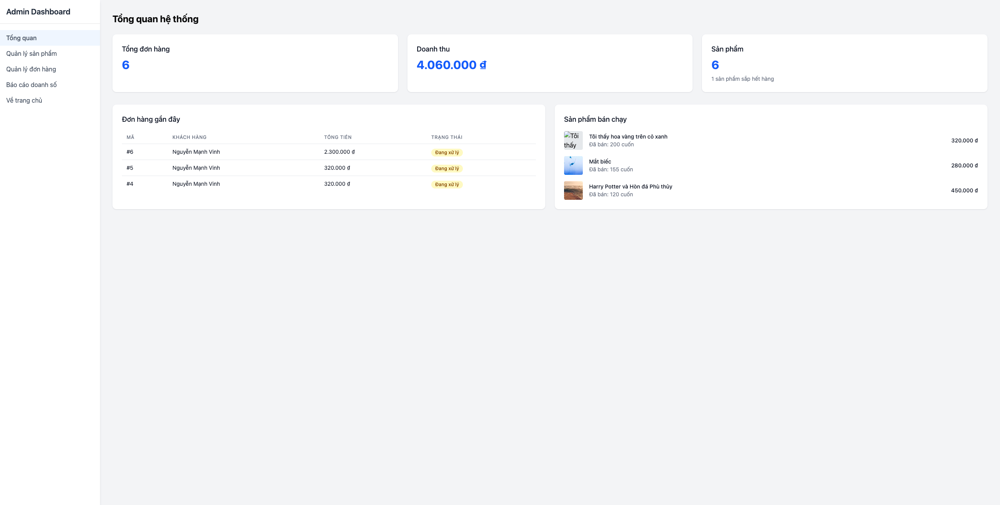 Admin Dashboard
Tổng quan
Quản lý sản phẩm
Quản lý đơn hàng
Báo cáo doanh số
Về trang chủ
Tổng quan hệ thống
Tổng đơn hàng
6
Doanh thu
4.060.000 ₫
Sản phẩm
6
1 sản phẩm sắp hết hàng
Đơn hàng gần đây
MÃ KHÁCH HÀNG TỔNG TIỀN TRẠNG THÁI
#6 Nguyễn Mạnh Vinh 2.300.000 ₫ Đang xử lý
#5 Nguyễn Mạnh Vinh 320.000 ₫ Đang xử lý
#4 Nguyễn Mạnh Vinh 320.000 ₫ Đang xử lý
Sản phẩm bán chạy
Tôi
thấy
Tôi thấy hoa vàng trên cỏ xanh
Đã bán: 200 cuốn
320.000 ₫
Mắt biếc
Đã bán: 155 cuốn
280.000 ₫
Harry Potter và Hòn đá Phù thủy
Đã bán: 120 cuốn
450.000 ₫